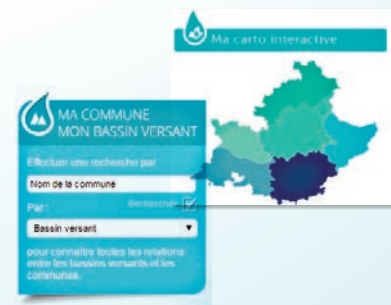 Ma carto interactive
MA COMMUNE
MON BASSIN VERSANT
Effectuer une recherche par
Nom de la commune
Par :
Rechercher
Bassin versant
pour connaitre toutes les relations
entre les bassins versants et les
communes.